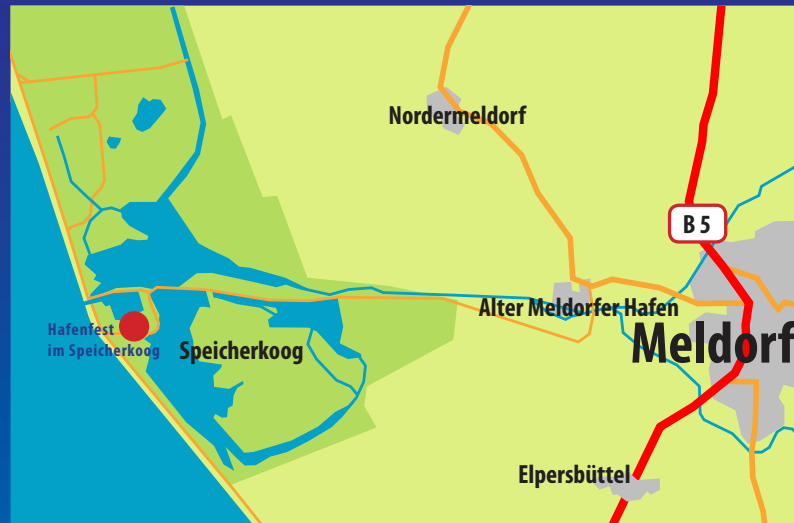 Nordermeldorf
B 5
Alter Meldorfer Hafen
Hafenfest
im Speicherkoog
Speicherkoog
Meldorf
Elpersbüttel